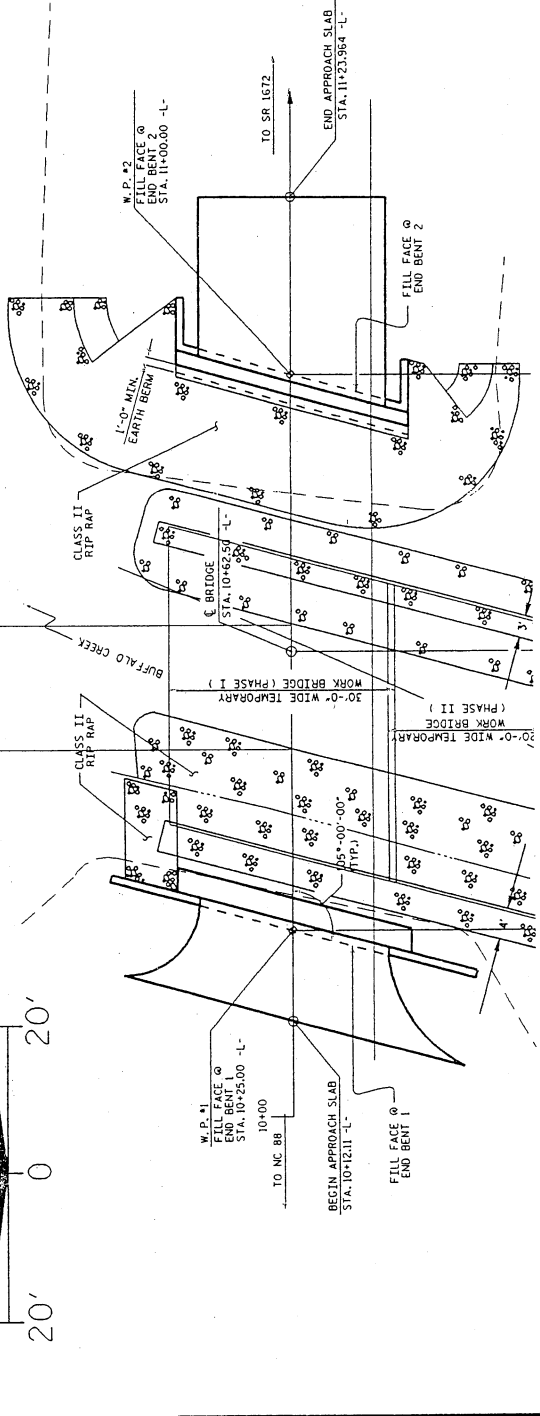 W.P. #2
FILL FACE @
END BENT 2
STA. 11+00.00 -L-
TO SR 1672
END APPROACH SLAB
STA. 11+23.964 -L-
FILL FACE @
END BENT 2
1'-0" MIN.
EARTH BERM
CLASS II
RIP RAP
BUFFALO CREEK
℄ BRIDGE
STA. 10+62.50 -L-
30'-0" WIDE TEMPORARY
WORK BRIDGE ( PHASE I )
20'-0" WIDE TEMPORARY
WORK BRIDGE
( PHASE II )
3'
CLASS II
RIP RAP
105°-00'-00"
(TYP.)
4'
W.P. #1
FILL FACE @
END BENT 1
STA. 10+25.00 -L-
10+00
TO NC 88
BEGIN APPROACH SLAB
STA. 10+12.11 -L-
FILL FACE @
END BENT 1
20' 0 20'